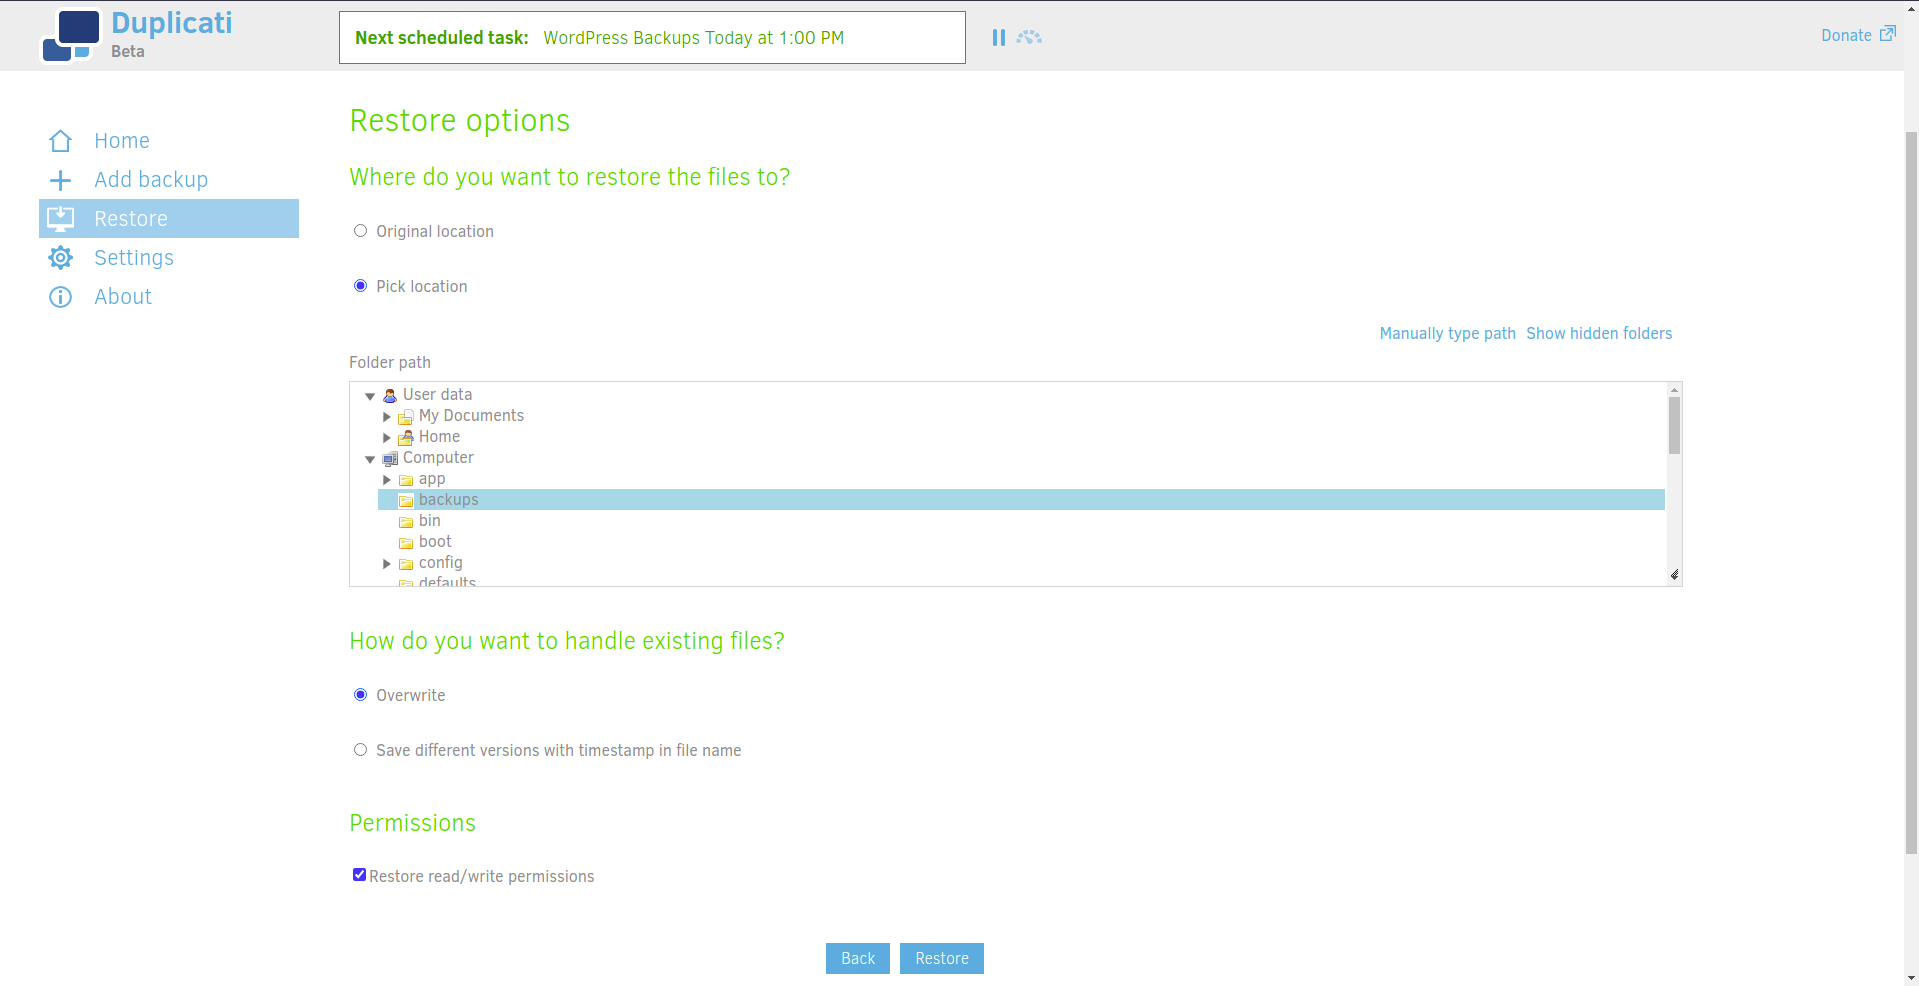 Duplicati
Beta
Next scheduled task: WordPress Backups Today at 1:00 PM
Donate
Home
Add backup
Restore
Settings
About
Restore options
Where do you want to restore the files to?
Original location
Pick location
Manually type path Show hidden folders
Folder path
User data
My Documents
Home
Computer
app
backups
bin
boot
config
defaults
How do you want to handle existing files?
Overwrite
Save different versions with timestamp in file name
Permissions
Restore read/write permissions
Back Restore